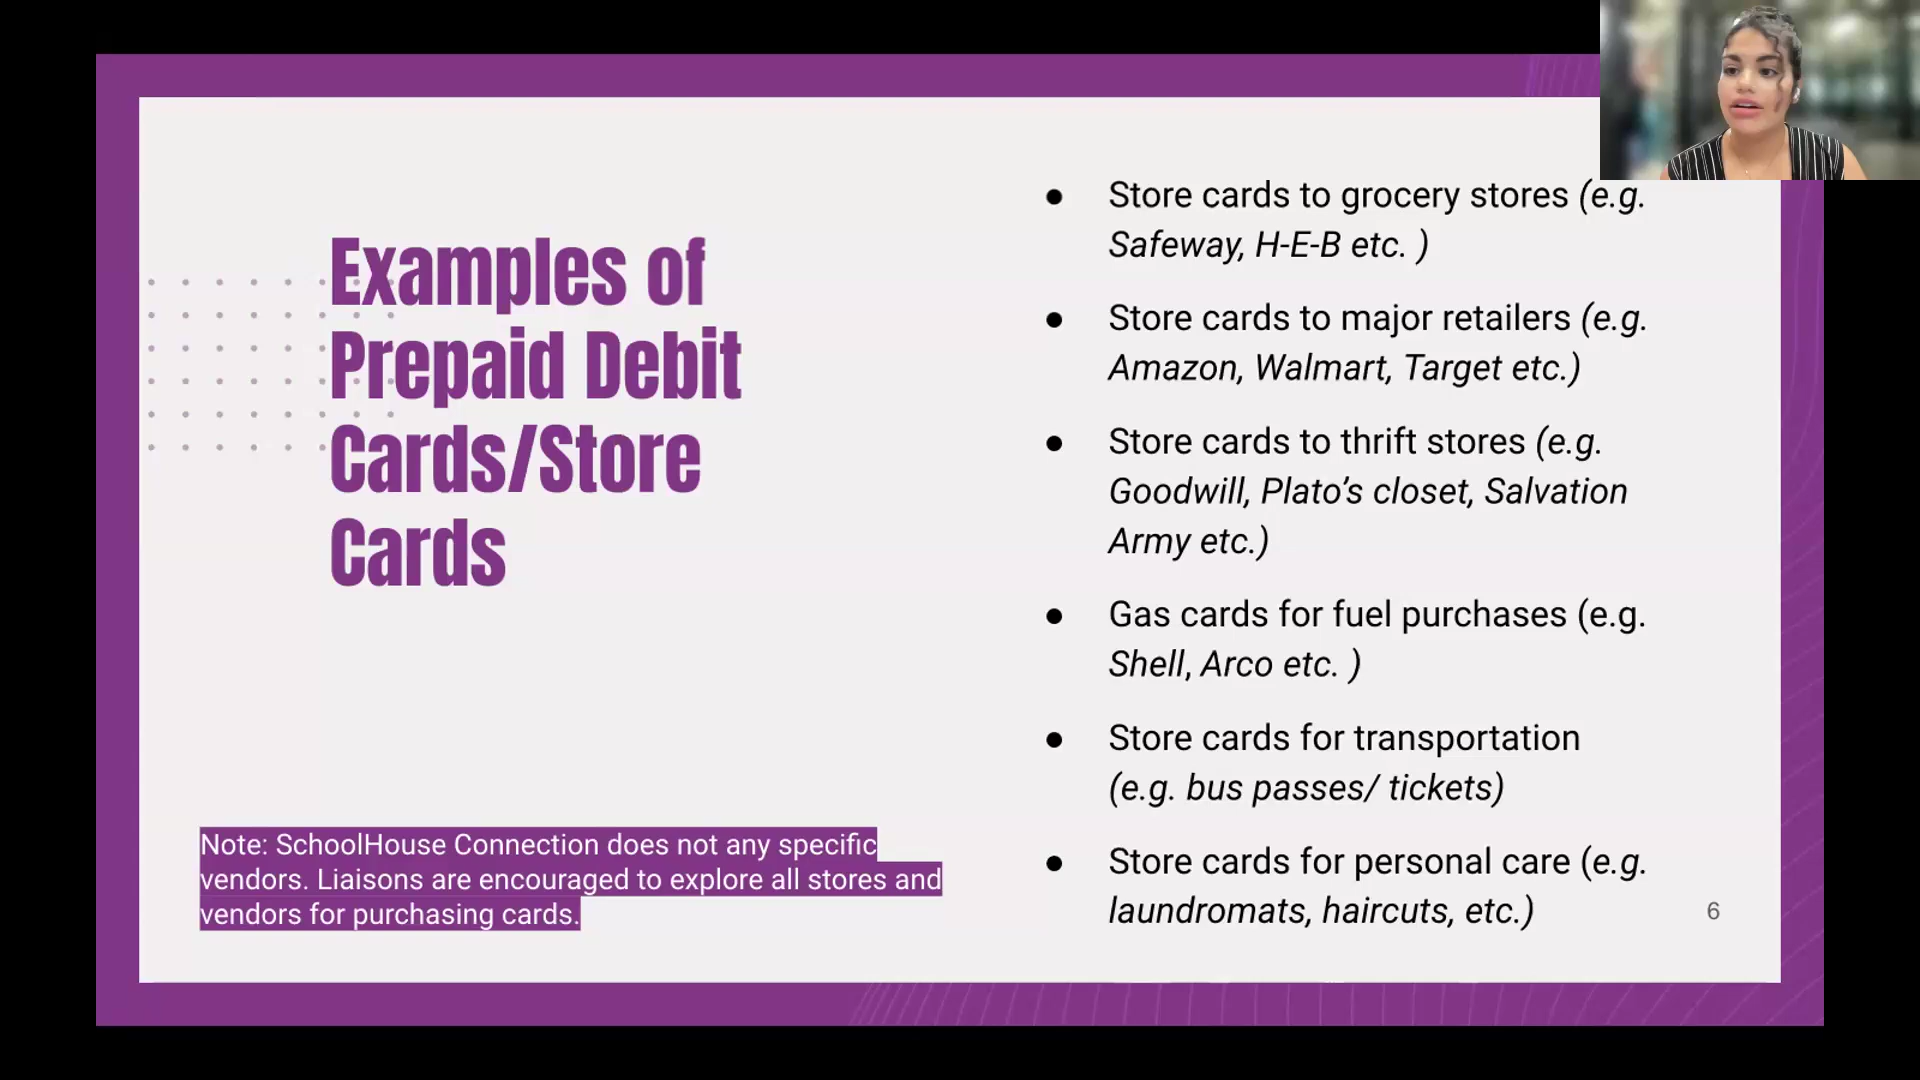 Examples of
Prepaid Debit
Cards/Store
Cards
Note: SchoolHouse Connection does not any specific
vendors. Liaisons are encouraged to explore all stores and
vendors for purchasing cards.
● Store cards to grocery stores (e.g.
Safeway, H-E-B etc. )
● Store cards to major retailers (e.g.
Amazon, Walmart, Target etc.)
● Store cards to thrift stores (e.g.
Goodwill, Plato’s closet, Salvation
Army etc.)
● Gas cards for fuel purchases (e.g.
Shell, Arco etc. )
● Store cards for transportation
(e.g. bus passes/ tickets)
● Store cards for personal care (e.g.
laundromats, haircuts, etc.)
6